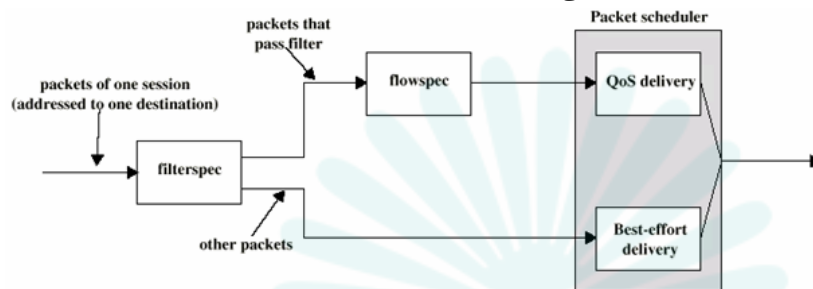 Packet scheduler
packets that
pass filter
packets of one session
(addressed to one destination)
flowspec
QoS delivery
filterspec
other packets
Best-effort
delivery